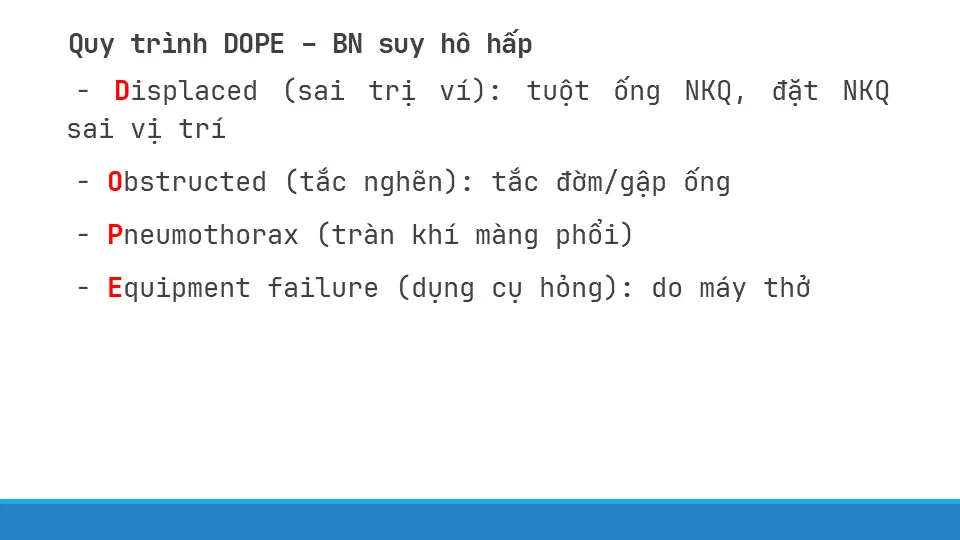 Quy trình DOPE – BN suy hô hấp
- Displaced (sai trị ví): tuột ống NKQ, đặt NKQ
sai vị trí
- Obstructed (tắc nghẽn): tắc đờm/gập ống
- Pneumothorax (tràn khí màng phổi)
- Equipment failure (dụng cụ hỏng): do máy thở